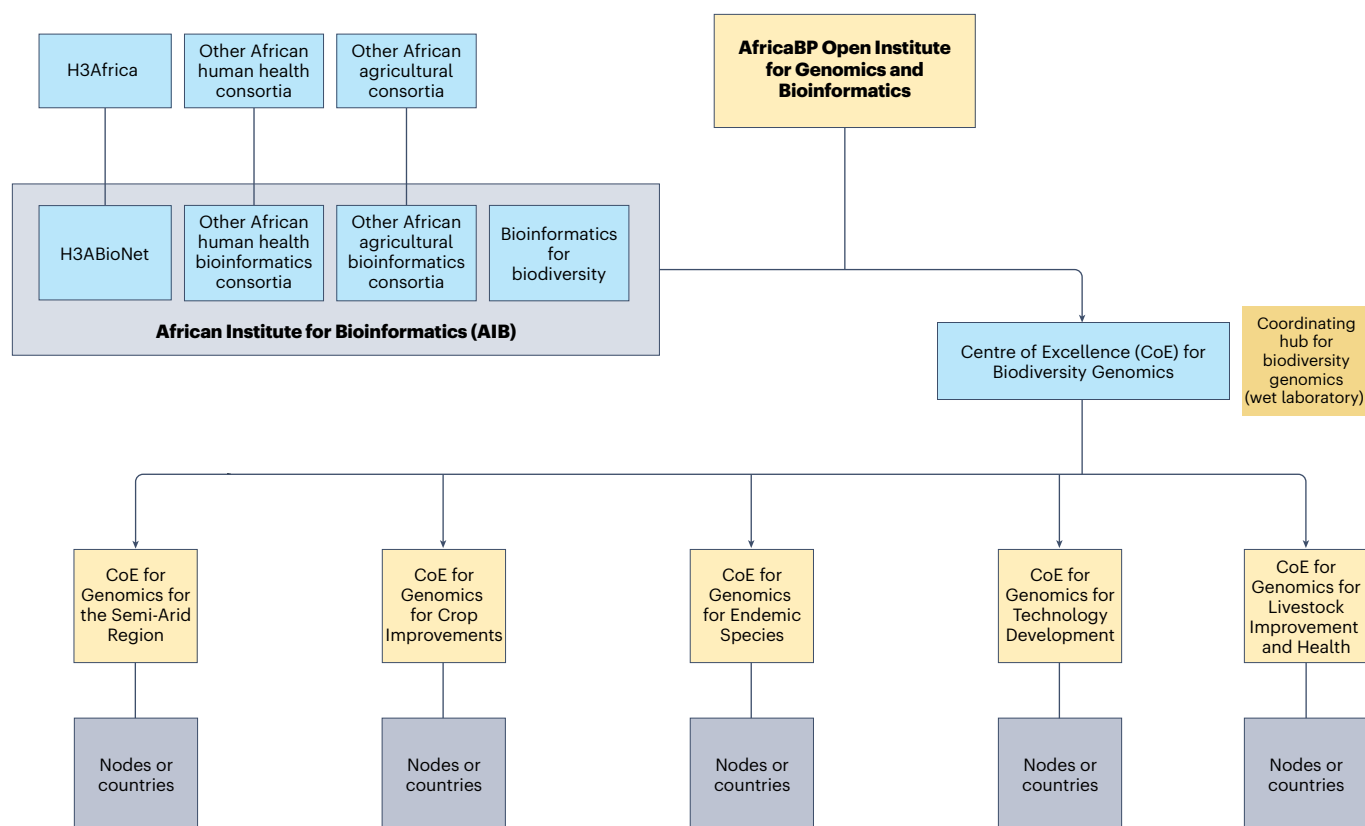 H3Africa
Other African
human health
consortia
Other African
agricultural
consortia
AfricaBP Open Institute
for Genomics and
Bioinformatics
H3ABioNet
Other African
human health
bioinformatics
consortia
Other African
agricultural
bioinformatics
consortia
Bioinformatics
for
biodiversity
African Institute for Bioinformatics (AIB)
Centre of Excellence (CoE) for
Biodiversity Genomics
Coordinating
hub for
biodiversity
genomics
(wet laboratory)
CoE for
Genomics for
the Semi-Arid
Region
CoE for
Genomics
for Crop
Improvements
CoE for
Genomics
for Endemic
Species
CoE for
Genomics for
Technology
Development
CoE for
Genomics for
Livestock
Improvement
and Health
Nodes or
countries
Nodes or
countries
Nodes or
countries
Nodes or
countries
Nodes or
countries